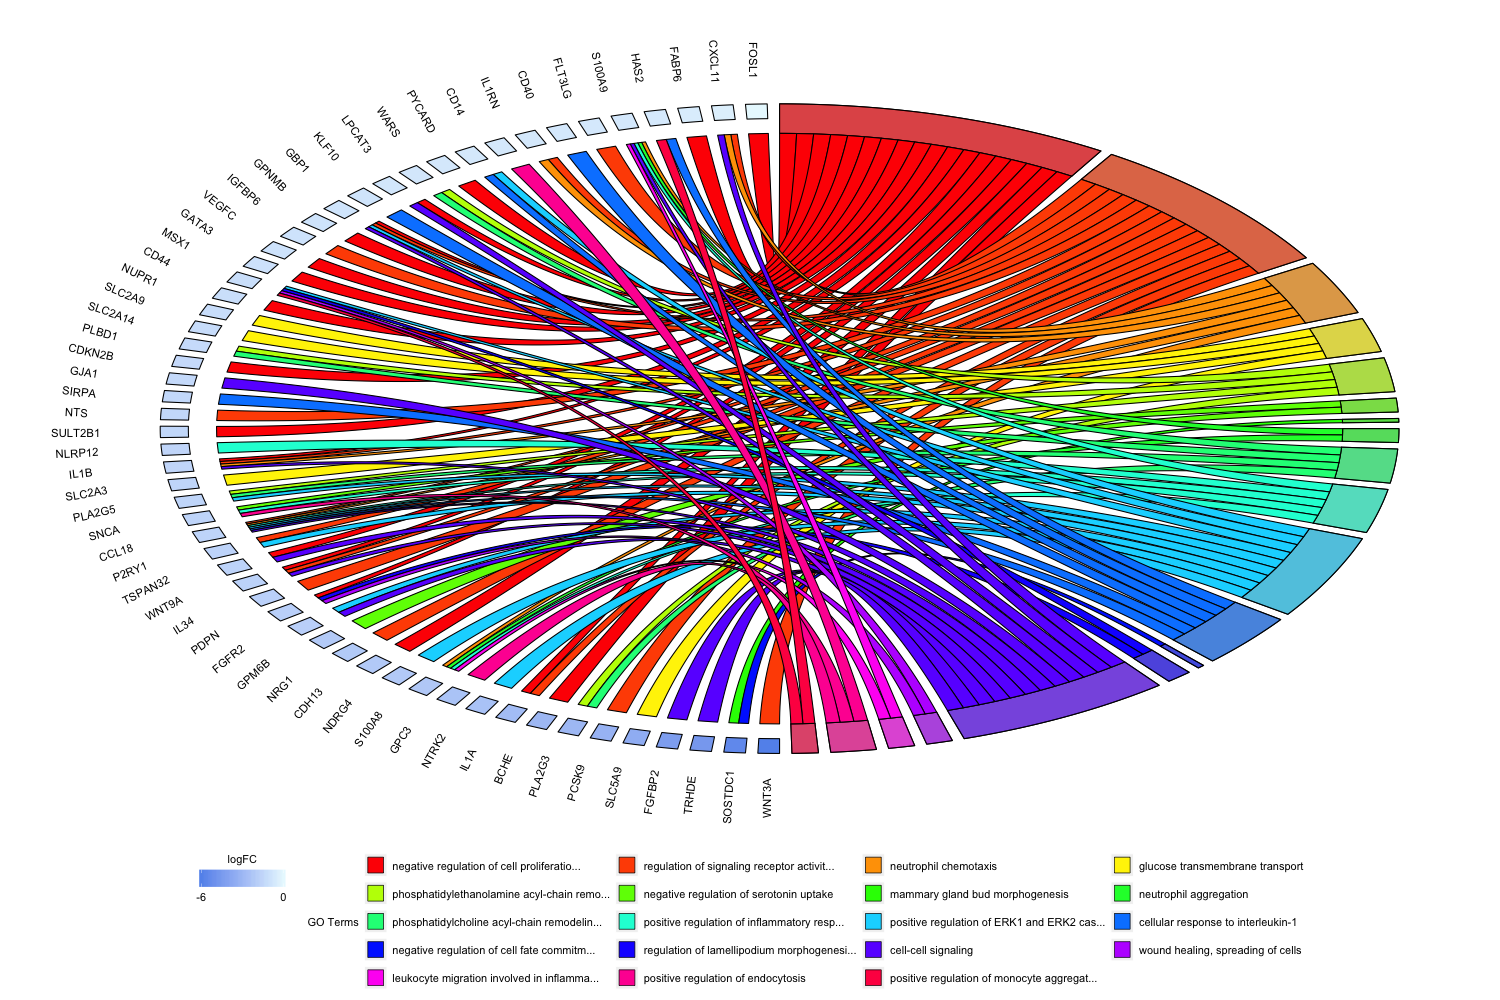 FOSL1
CXCL11
FABP6
HAS2
S100A9
FLT3LG
CD40
IL1RN
CD14
PYCARD
WARS
LPCAT3
KLF10
GBP1
GPNMB
IGFBP6
VEGFC
GATA3
MSX1
CD44
NUPR1
SLC2A9
SLC2A14
PLBD1
CDKN2B
GJA1
SIRPA
NTS
SULT2B1
NLRP12
IL1B
SLC2A3
PLA2G5
SNCA
CCL18
P2RY1
TSPAN32
WNT9A
IL34
PDPN
FGFR2
GPM6B
NRG1
CDH13
NDRG4
S100A8
GPC3
NTRK2
IL1A
BCHE
PLA2G3
PCSK9
SLC5A9
FGFBP2
TRHDE
SOSTDC1
WNT3A
logFC
-6 0
GO Terms
negative regulation of cell proliferatio... regulation of signaling receptor activit... neutrophil chemotaxis glucose transmembrane transport
phosphatidylethanolamine acyl-chain remo... negative regulation of serotonin uptake mammary gland bud morphogenesis neutrophil aggregation
phosphatidylcholine acyl-chain remodelin... positive regulation of inflammatory resp... positive regulation of ERK1 and ERK2 cas... cellular response to interleukin-1
negative regulation of cell fate commitm... regulation of lamellipodium morphogenesi... cell-cell signaling wound healing, spreading of cells
leukocyte migration involved in inflamma... positive regulation of endocytosis positive regulation of monocyte aggregat...